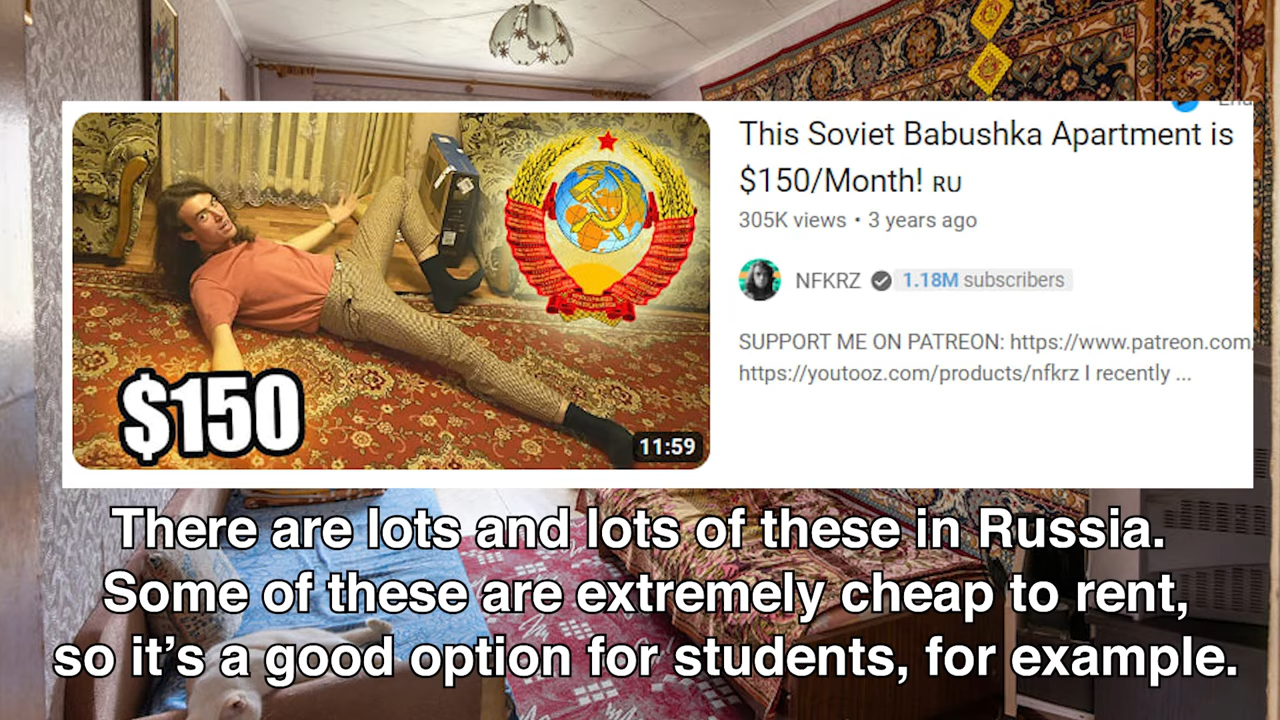 This Soviet Babushka Apartment is
$150/Month! RU
305K views • 3 years ago
NFKRZ 1.18M subscribers
SUPPORT ME ON PATREON: https://www.patreon.com/
https://youtooz.com/products/nfkrz I recently ...
$150
11:59
There are lots and lots of these in Russia.
Some of these are extremely cheap to rent,
so it’s a good option for students, for example.